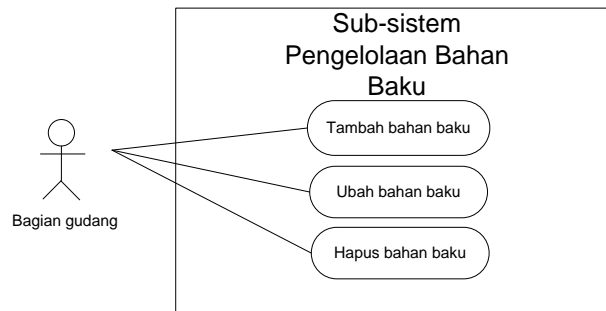 Sub-sistem
Pengelolaan Bahan
Baku
Tambah bahan baku
Ubah bahan baku
Hapus bahan baku
Bagian gudang